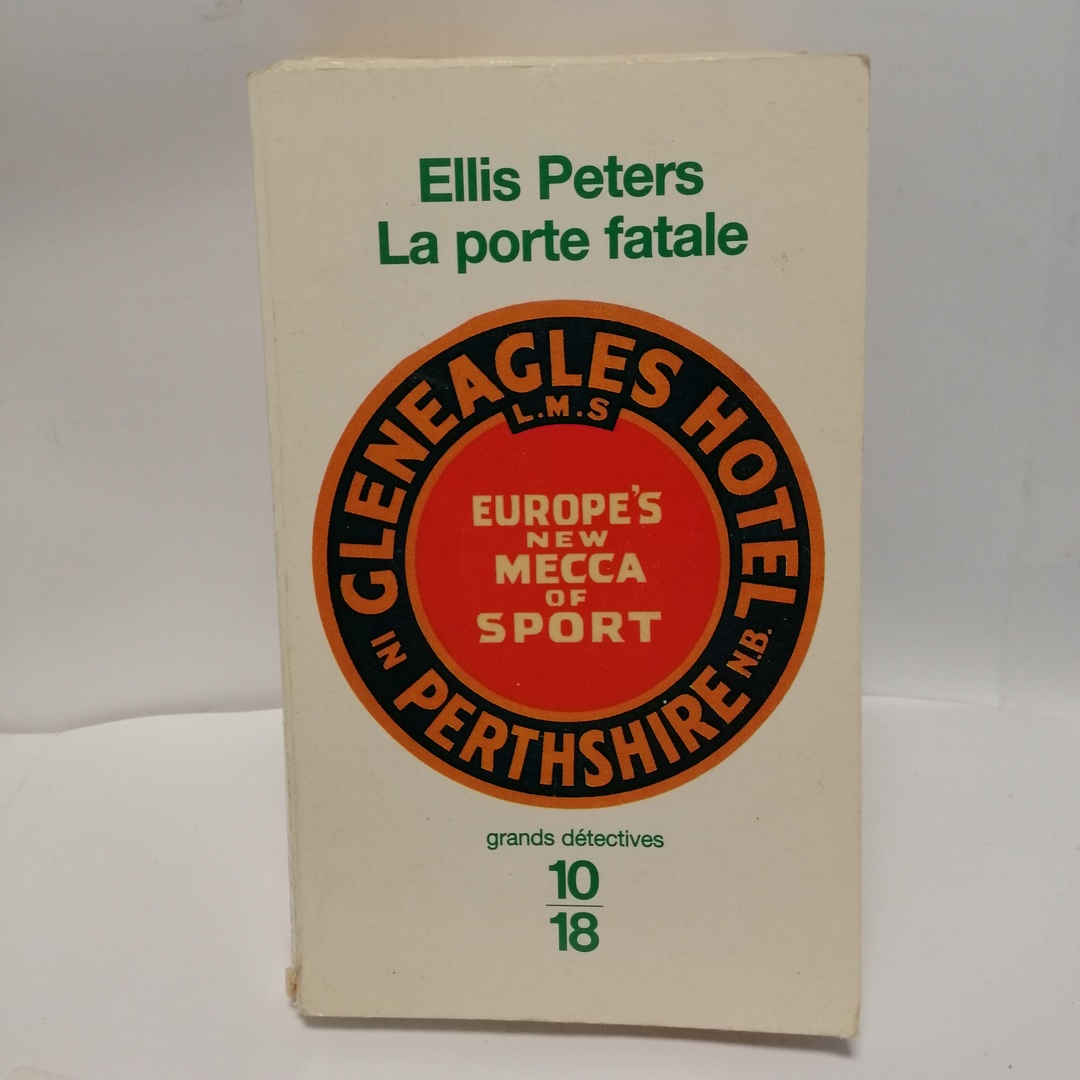 Ellis Peters
La porte fatale
GLENEAGLES HOTEL
L.M.S
EUROPE'S
NEW
MECCA
OF
SPORT
IN PERTHSHIRE N.B.
grands détectives
10
18